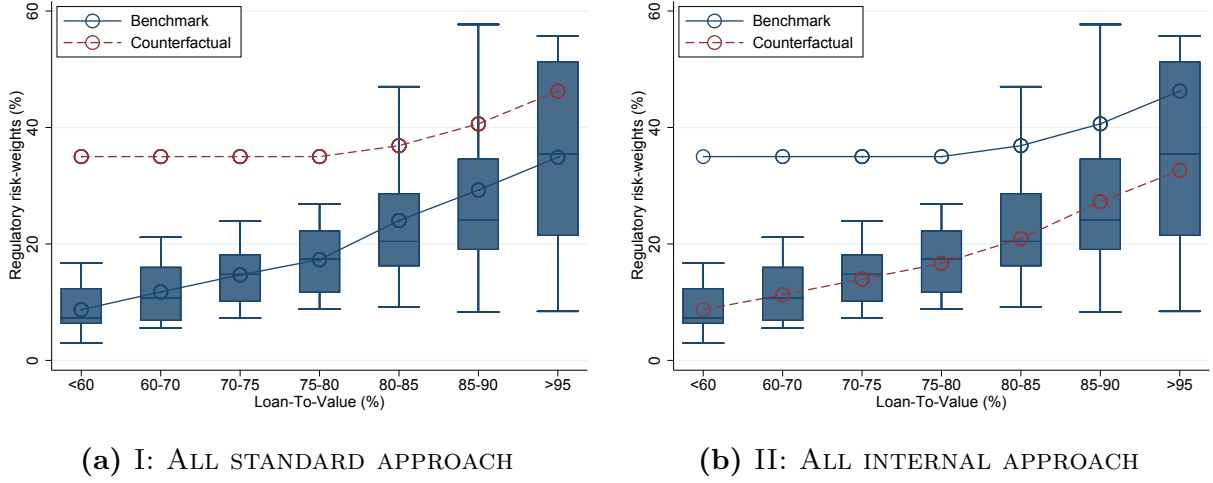 Benchmark
Counterfactual
Regulatory risk-weights (%)
60
40
20
0
<60 60-70 70-75 75-80 80-85 85-90 >95
Loan-To-Value (%)
(a) I: All standard approach
Benchmark
Counterfactual
Regulatory risk-weights (%)
60
40
20
0
<60 60-70 70-75 75-80 80-85 85-90 >95
Loan-To-Value (%)
(b) II: All internal approach